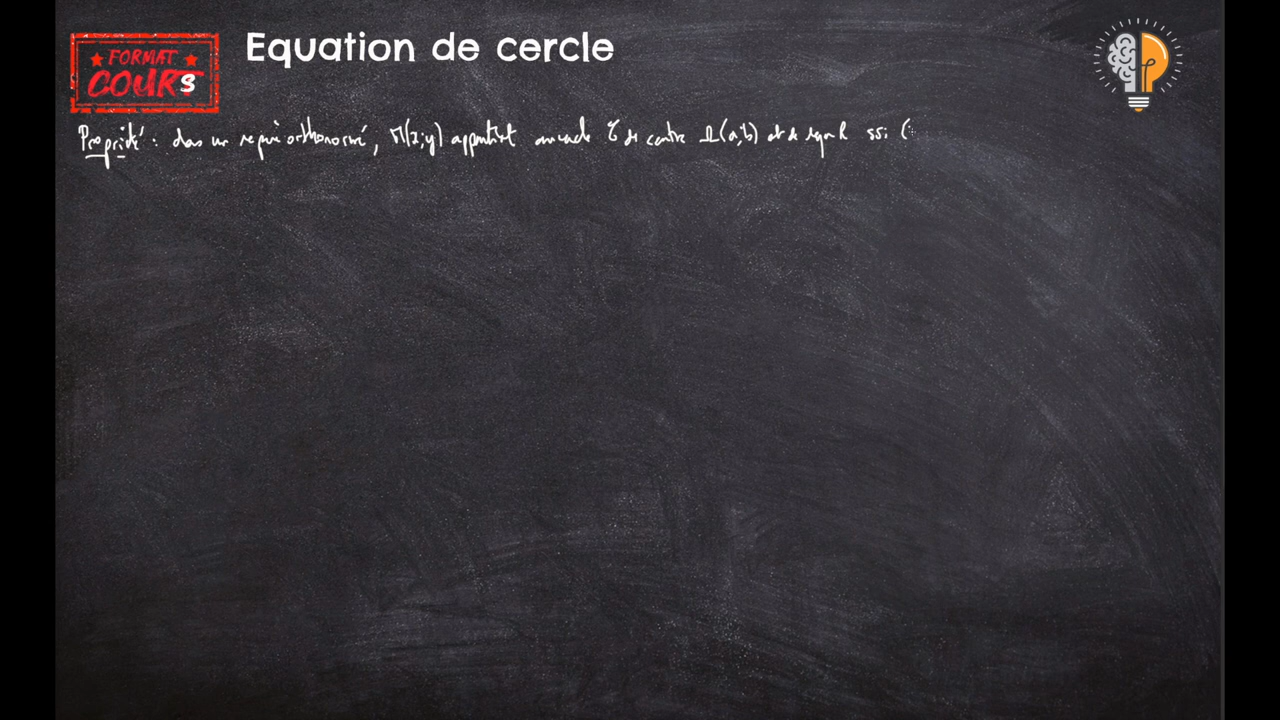 FORMAT
COURS
Equation de cercle
Propriété : dans un repère orthonormé, M(x;y) appartient au cercle C de centre Ω(a;b) et de rayon R ssi (